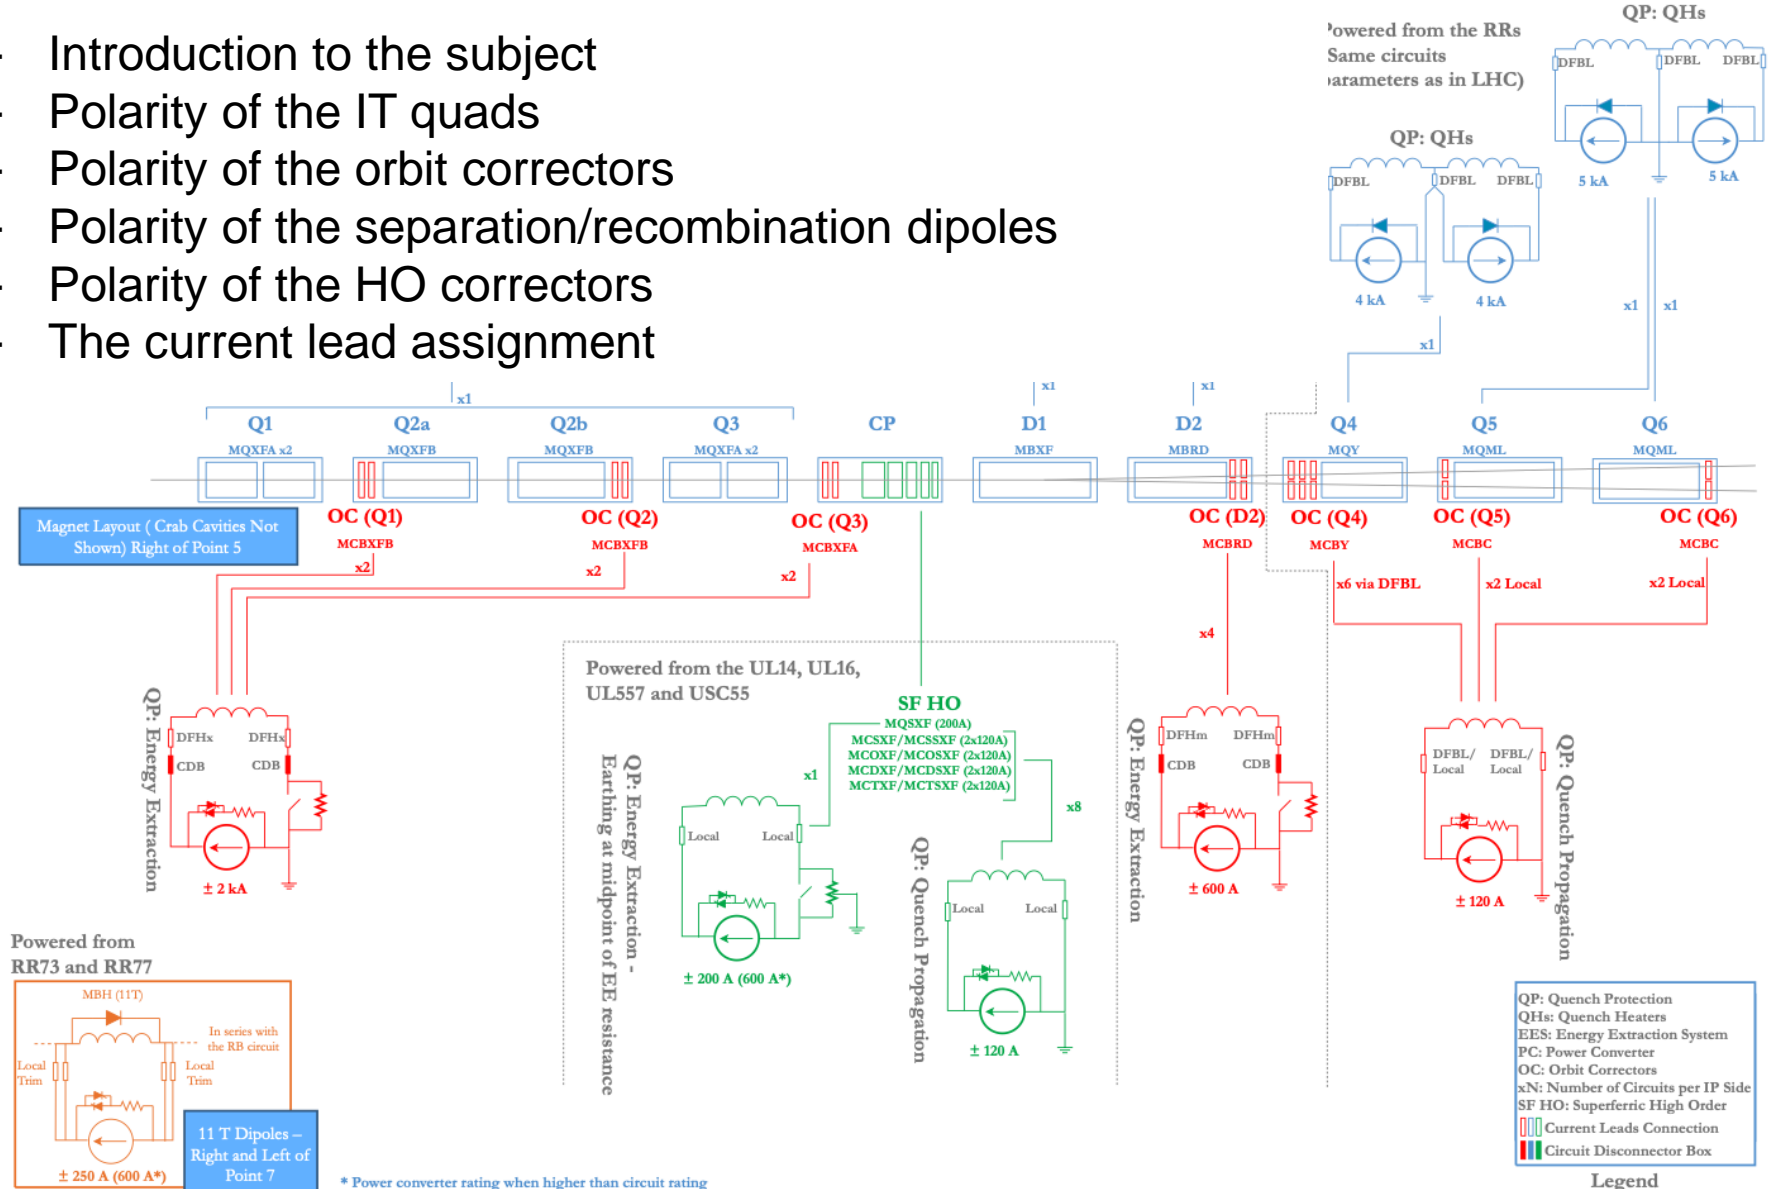 - Introduction to the subject
- Polarity of the IT quads
- Polarity of the orbit correctors
- Polarity of the separation/recombination dipoles
- Polarity of the HO correctors
- The current lead assignment
Powered from the RRs
Same circuits
parameters as in LHC)
QP: QHs
DFBL DFBL DFBL
5 kA 5 kA
QP: QHs
DFBL DFBL DFBL
4 kA 4 kA
x1 x1
x1
x1 x1 x1
Q1 Q2a Q2b Q3 CP D1 D2 Q4 Q5 Q6
MQXFA x2 MQXFB MQXFB MQXFA x2 MBXF MBRD MQY MQML MQML
Magnet Layout ( Crab Cavities Not
Shown) Right of Point 5
OC (Q1) OC (Q2) OC (Q3) OC (D2) OC (Q4) OC (Q5) OC (Q6)
MCBXFB MCBXFB MCBXFA MCBRD MCBY MCBC MCBC
x2 x2 x2 x6 via DFBL x2 Local x2 Local
x4
QP: Energy Extraction
DFHx DFHx
CDB CDB
± 2 kA
Powered from the UL14, UL16,
UL557 and USC55
SF HO
MQSXF (200A)
MCSXF/MCSSXF (2x120A)
MCOXF/MCOSXF (2x120A)
MCDXF/MCDSXF (2x120A)
MCTXF/MCTSXF (2x120A)
x1
x8
QP: Energy Extraction -
Earthing at midpoint of EE resistance
Local Local
± 200 A (600 A*)
QP: Quench Propagation
Local Local
± 120 A
QP: Energy Extraction
DFHm DFHm
CDB CDB
± 600 A
DFBL/ DFBL/
Local Local
± 120 A
QP: Quench Propagation
Powered from
RR73 and RR77
MBH (11T)
In series with
the RB circuit
Local Local
Trim Trim
± 250 A (600 A*)
11 T Dipoles –
Right and Left of
Point 7
* Power converter rating when higher than circuit rating
QP: Quench Protection
QHs: Quench Heaters
EES: Energy Extraction System
PC: Power Converter
OC: Orbit Correctors
xN: Number of Circuits per IP Side
SF HO: Superferric High Order
Current Leads Connection
Circuit Disconnector Box
Legend